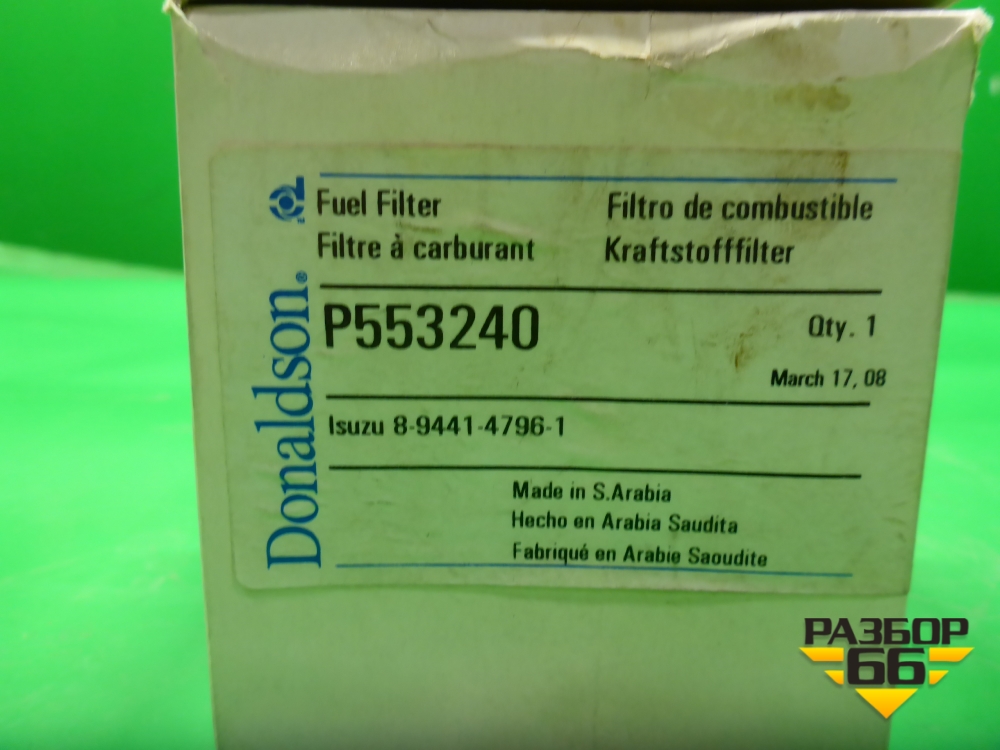 Donaldson®
Fuel Filter Filtro de combustible
Filtre à carburant Kraftstofffilter
P553240 Qty. 1
March 17, 08
Isuzu 8-9441-4796-1
Made in S.Arabia
Hecho en Arabia Saudita
Fabriqué en Arabie Saoudite
РАЗБОР
66